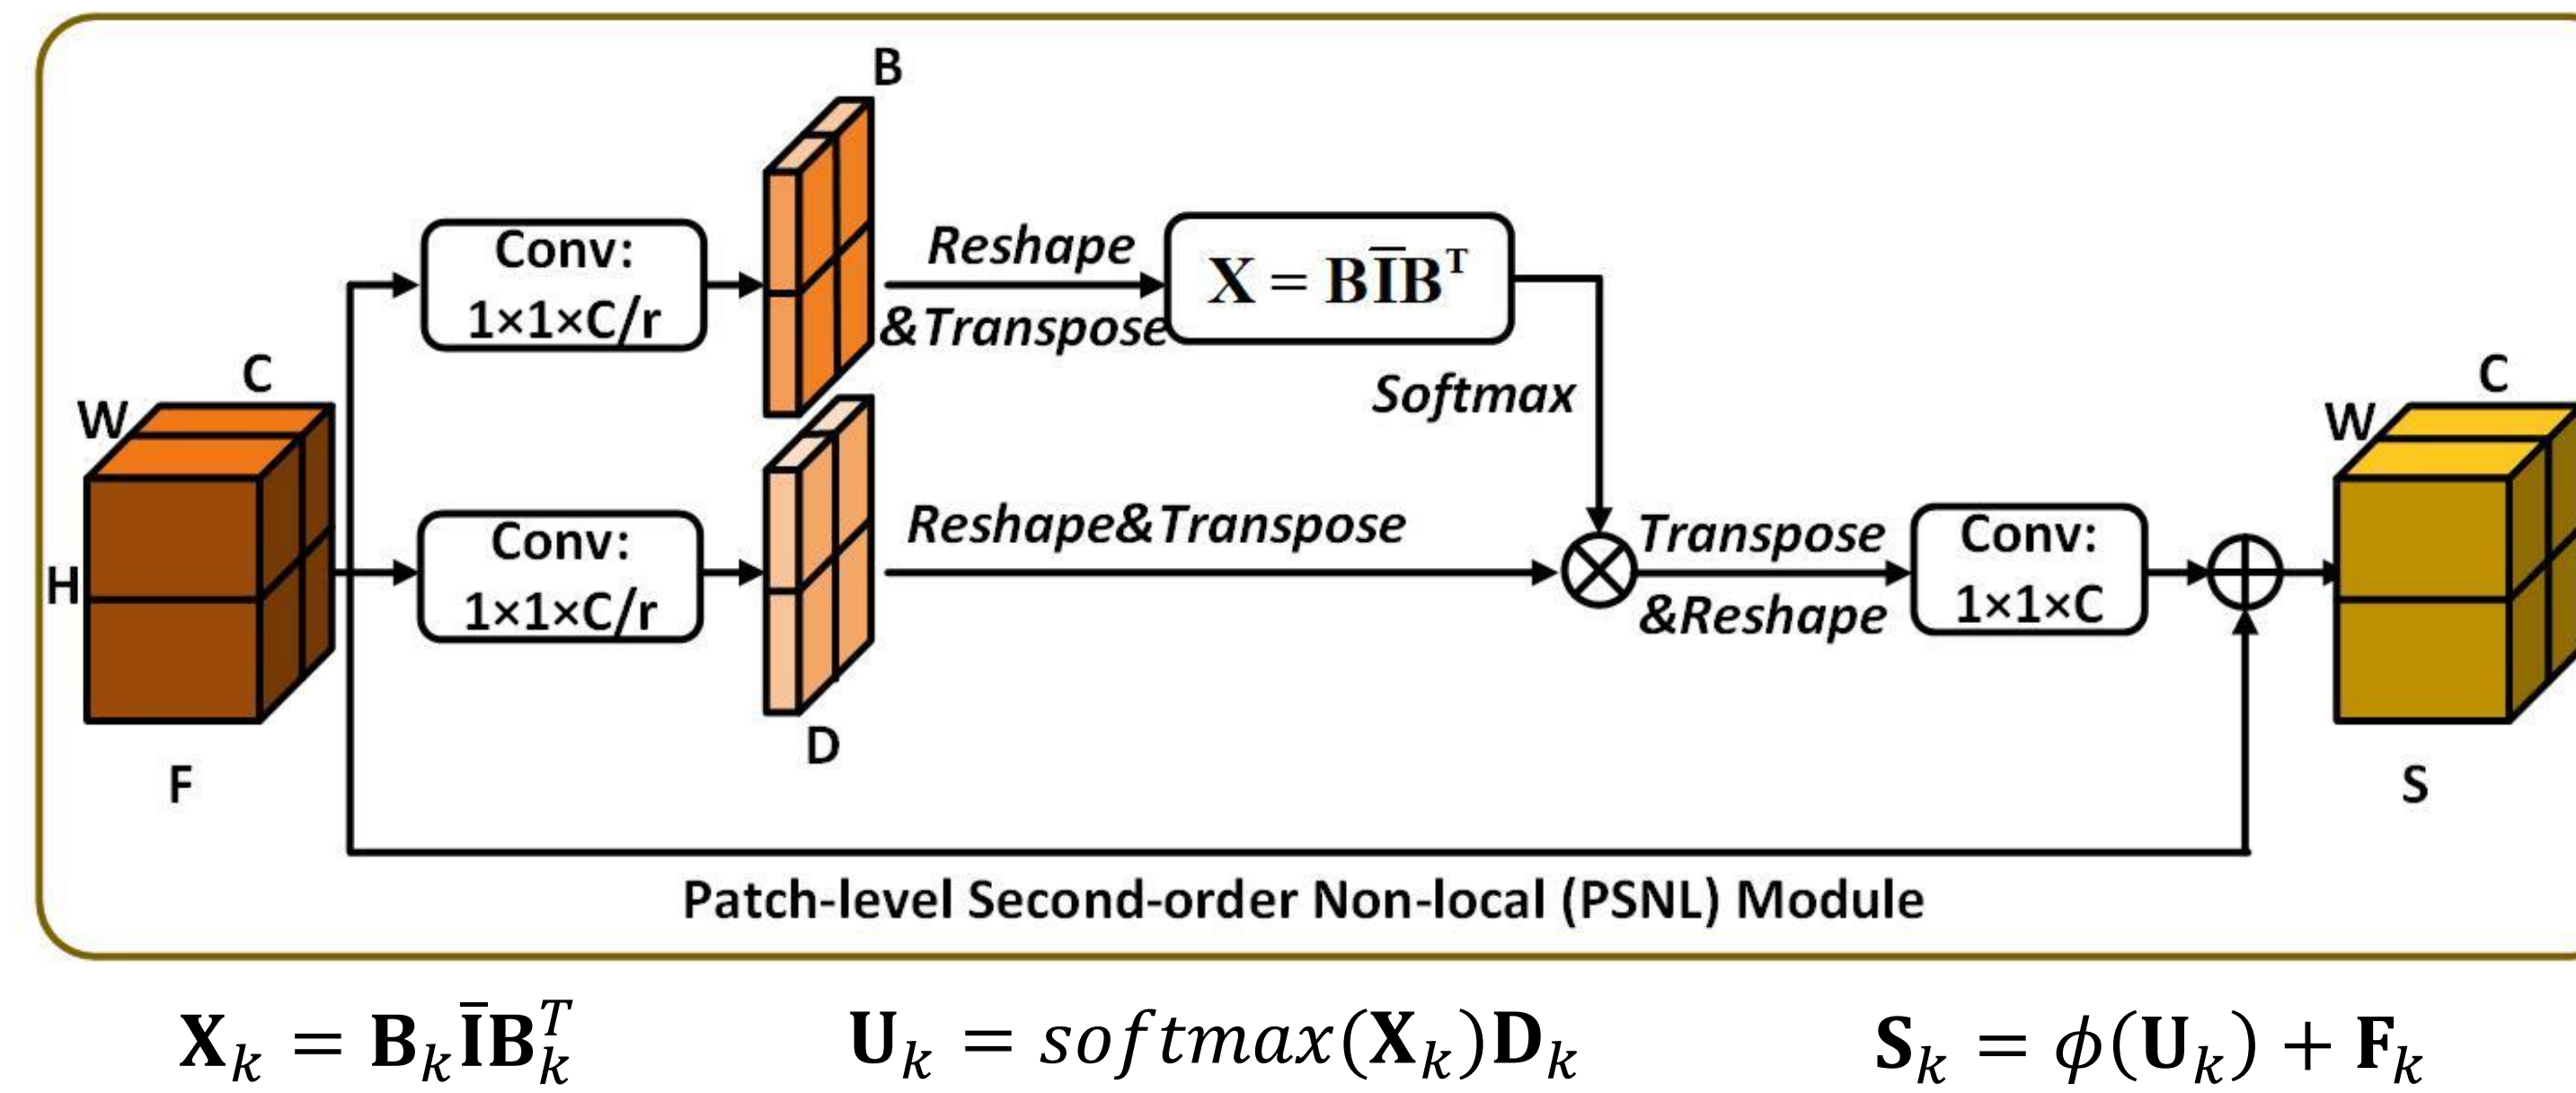 B
Reshape
&Transpose
Conv:
1×1×C/r
X = BĪBᵀ
Softmax
C
W
H
F
Conv:
1×1×C/r
D
Reshape&Transpose
Transpose
&Reshape
Conv:
1×1×C
C
W
S
Patch-level Second-order Non-local (PSNL) Module
X_k = B_k Ī B_k^T
U_k = softmax(X_k)D_k
S_k = ϕ(U_k) + F_k